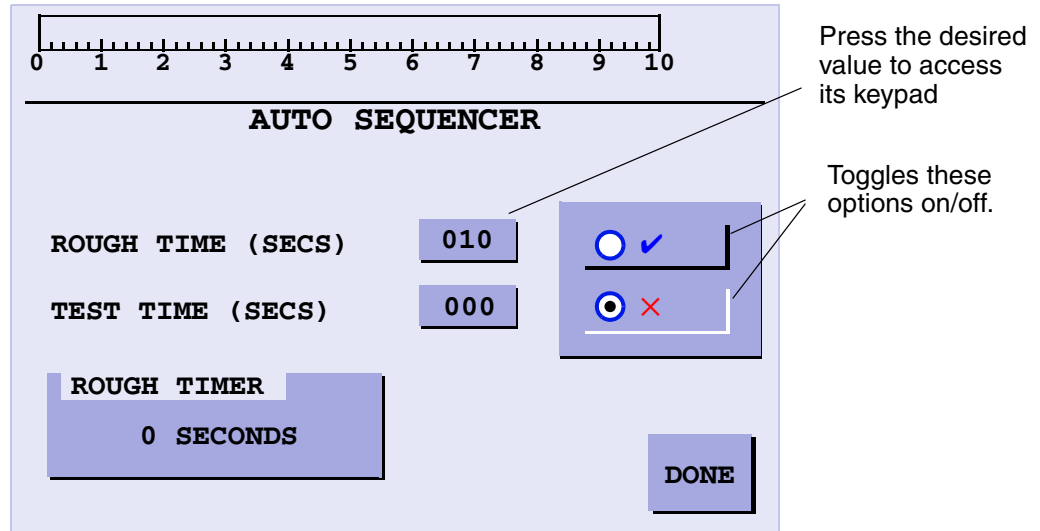 0 1 2 3 4 5 6 7 8 9 10
AUTO SEQUENCER
ROUGH TIME (SECS) 010 ✔
TEST TIME (SECS) 000 ✕
ROUGH TIMER
0 SECONDS
DONE
Press the desired
value to access
its keypad
Toggles these
options on/off.